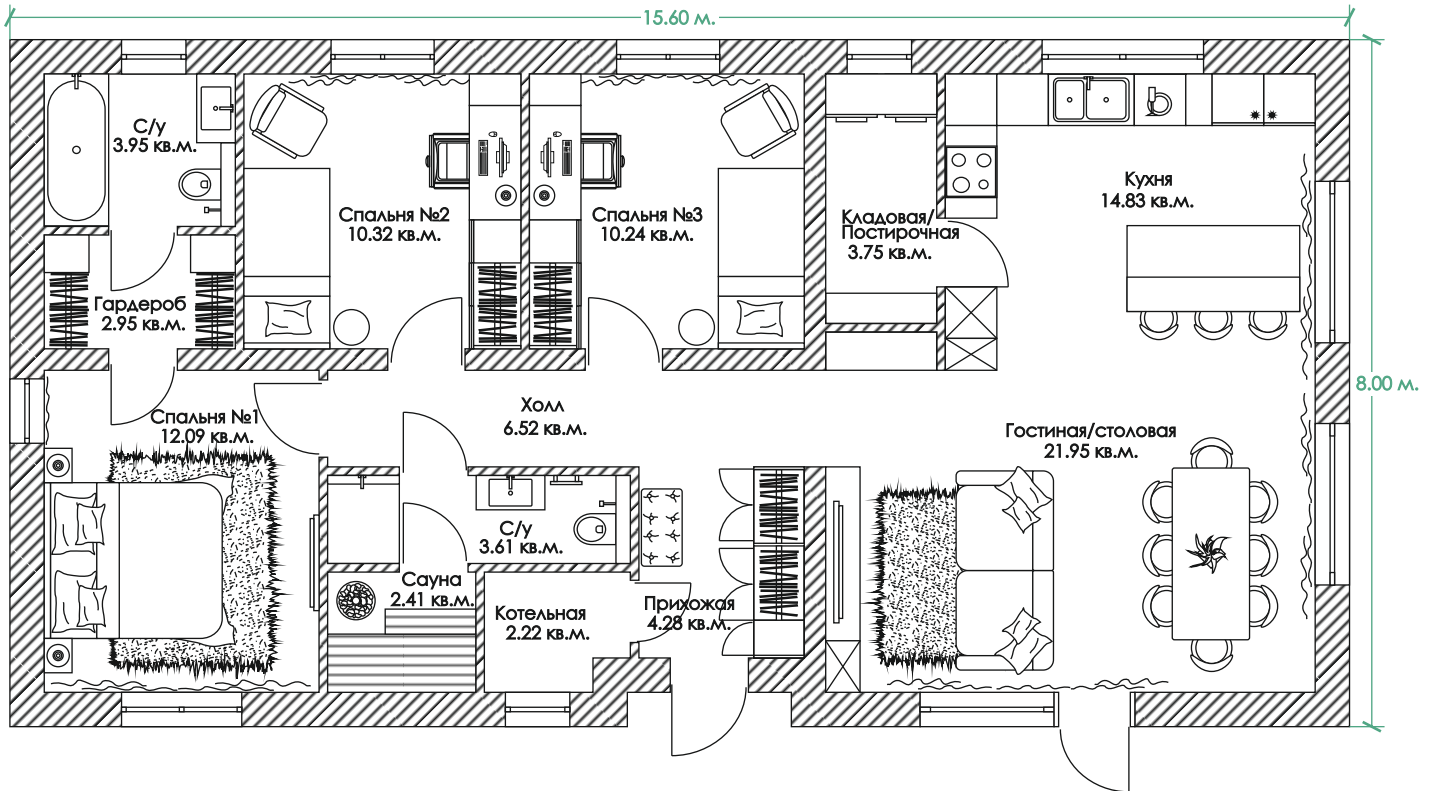 15.60 м.
С/у
3.95 кв.м.
Спальня №2
10.32 кв.м.
Спальня №3
10.24 кв.м.
Кладовая/
Постирочная
3.75 кв.м.
Кухня
14.83 кв.м.
Гардероб
2.95 кв.м.
8.00 м.
Спальня №1
12.09 кв.м.
Холл
6.52 кв.м.
Гостиная/столовая
21.95 кв.м.
С/у
3.61 кв.м.
Сауна
2.41 кв.м.
Котельная
2.22 кв.м.
Прихожая
4.28 кв.м.